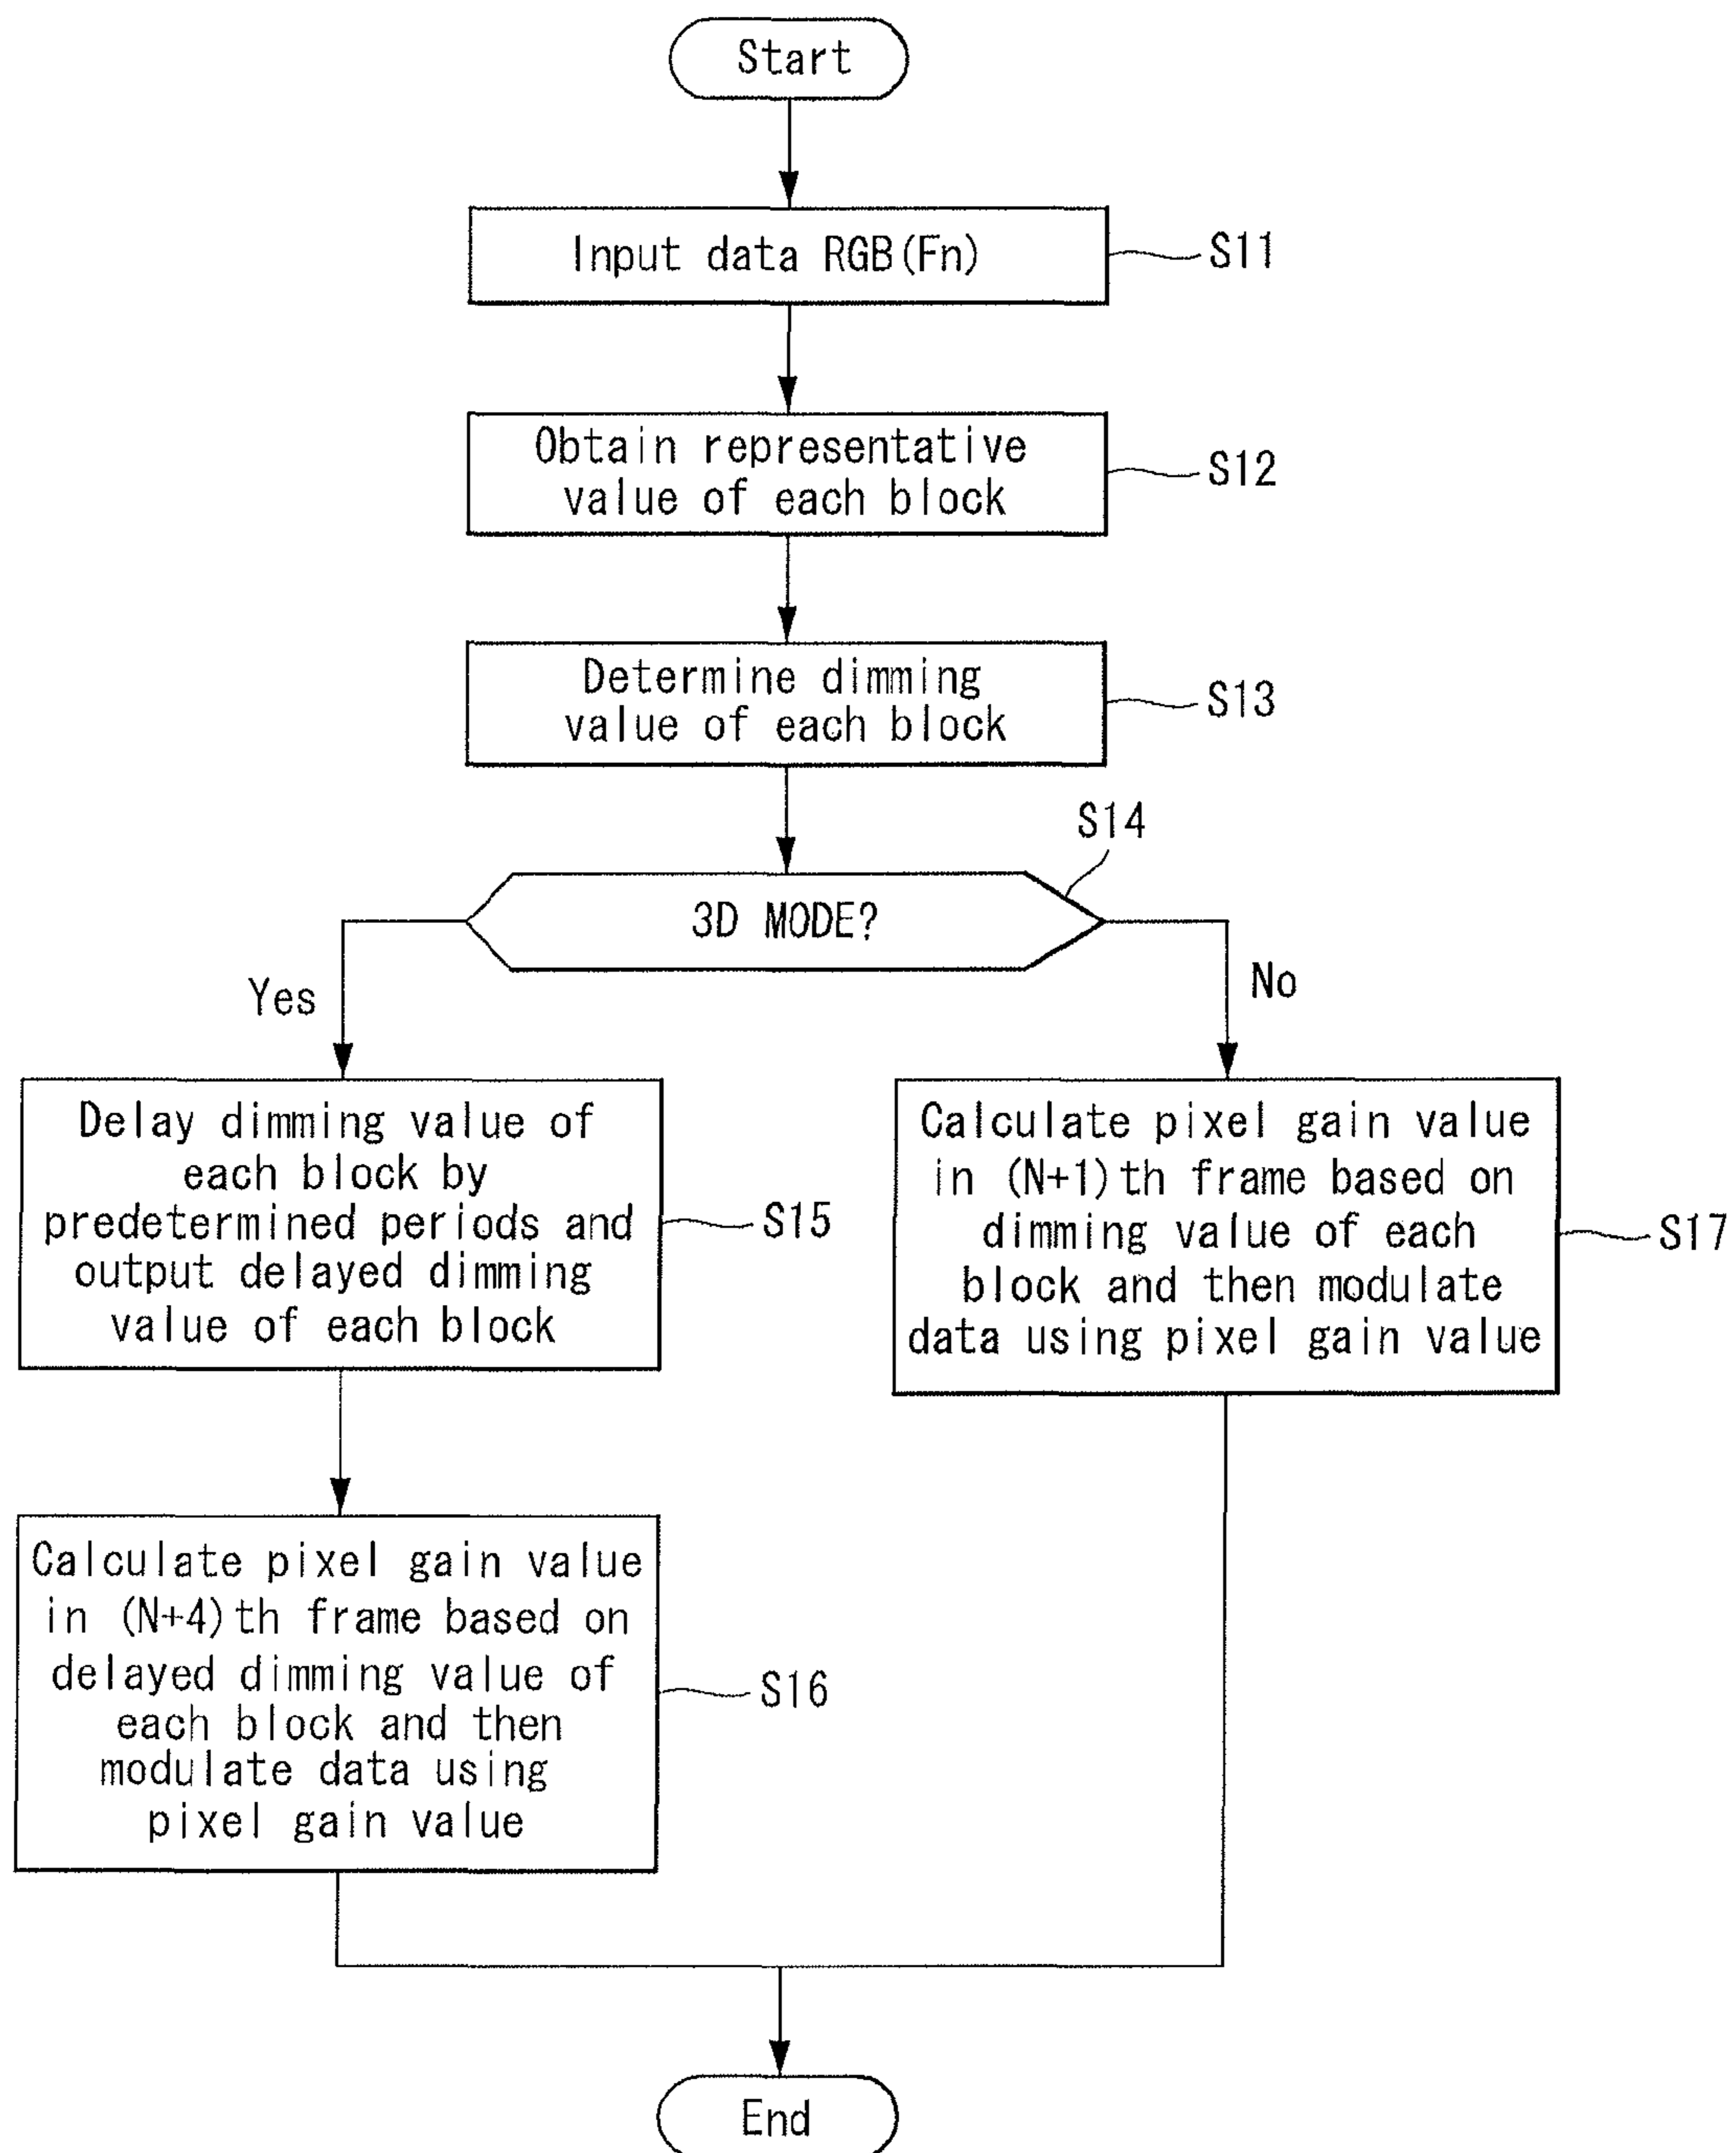 Start
Input data RGB(Fn)
S11
Obtain representative
value of each block
S12
Determine dimming
value of each block
S13
S14
3D MODE?
Yes
No
Delay dimming value of
each block by
predetermined periods and
output delayed dimming
value of each block
S15
Calculate pixel gain value
in (N+1)th frame based on
dimming value of each
block and then modulate
data using pixel gain value
S17
Calculate pixel gain value
in (N+4)th frame based on
delayed dimming value of
each block and then
modulate data using
pixel gain value
S16
End